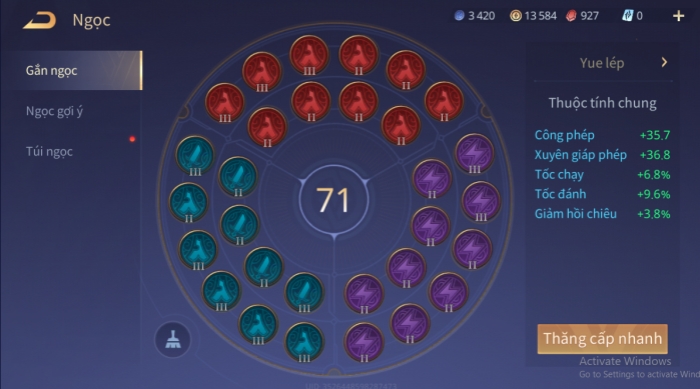 Ngọc
3 420
13 584
927
0
+
Gắn ngọc
Ngọc gợi ý
Túi ngọc
Yue lép
Thuộc tính chung
Công phép +35.7
Xuyên giáp phép +36.8
Tốc chạy +6.8%
Tốc đánh +9.6%
Giảm hồi chiêu +3.8%
71
Thăng cấp nhanh
Activate Windows
Go to Settings to activate Wind